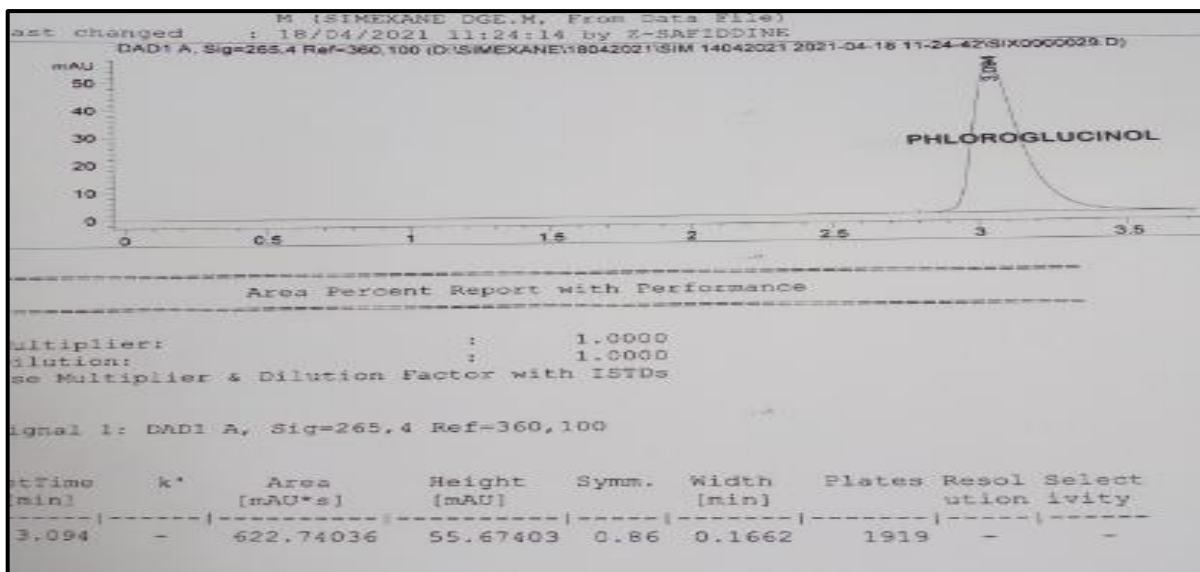 M (SIMEXANE DGE.M, From Data File)
ast changed : 18/04/2021 11:24:14 by Z-SAFIDDINE
DAD1 A, Sig=265,4 Ref=360,100 (D:\SIMEXANE\18042021\SIM 14042021 2021-04-18 11-24-42\SIX0000029.D)
mAU
50
40
30
20
10
0
PHLOROGLUCINOL
0 0.5 1 1.5 2 2.5 3 3.5
Area Percent Report with Performance
ultiplier: : 1.0000
ilution: : 1.0000
se Multiplier & Dilution Factor with ISTDs
ignal 1: DAD1 A, Sig=265,4 Ref=360,100
tTime k' Area Height Symm. Width Plates Resol Select
min] [mAU*s] [mAU] [min] ution ivity
3.094 - 622.74036 55.67403 0.86 0.1662 1919 - -